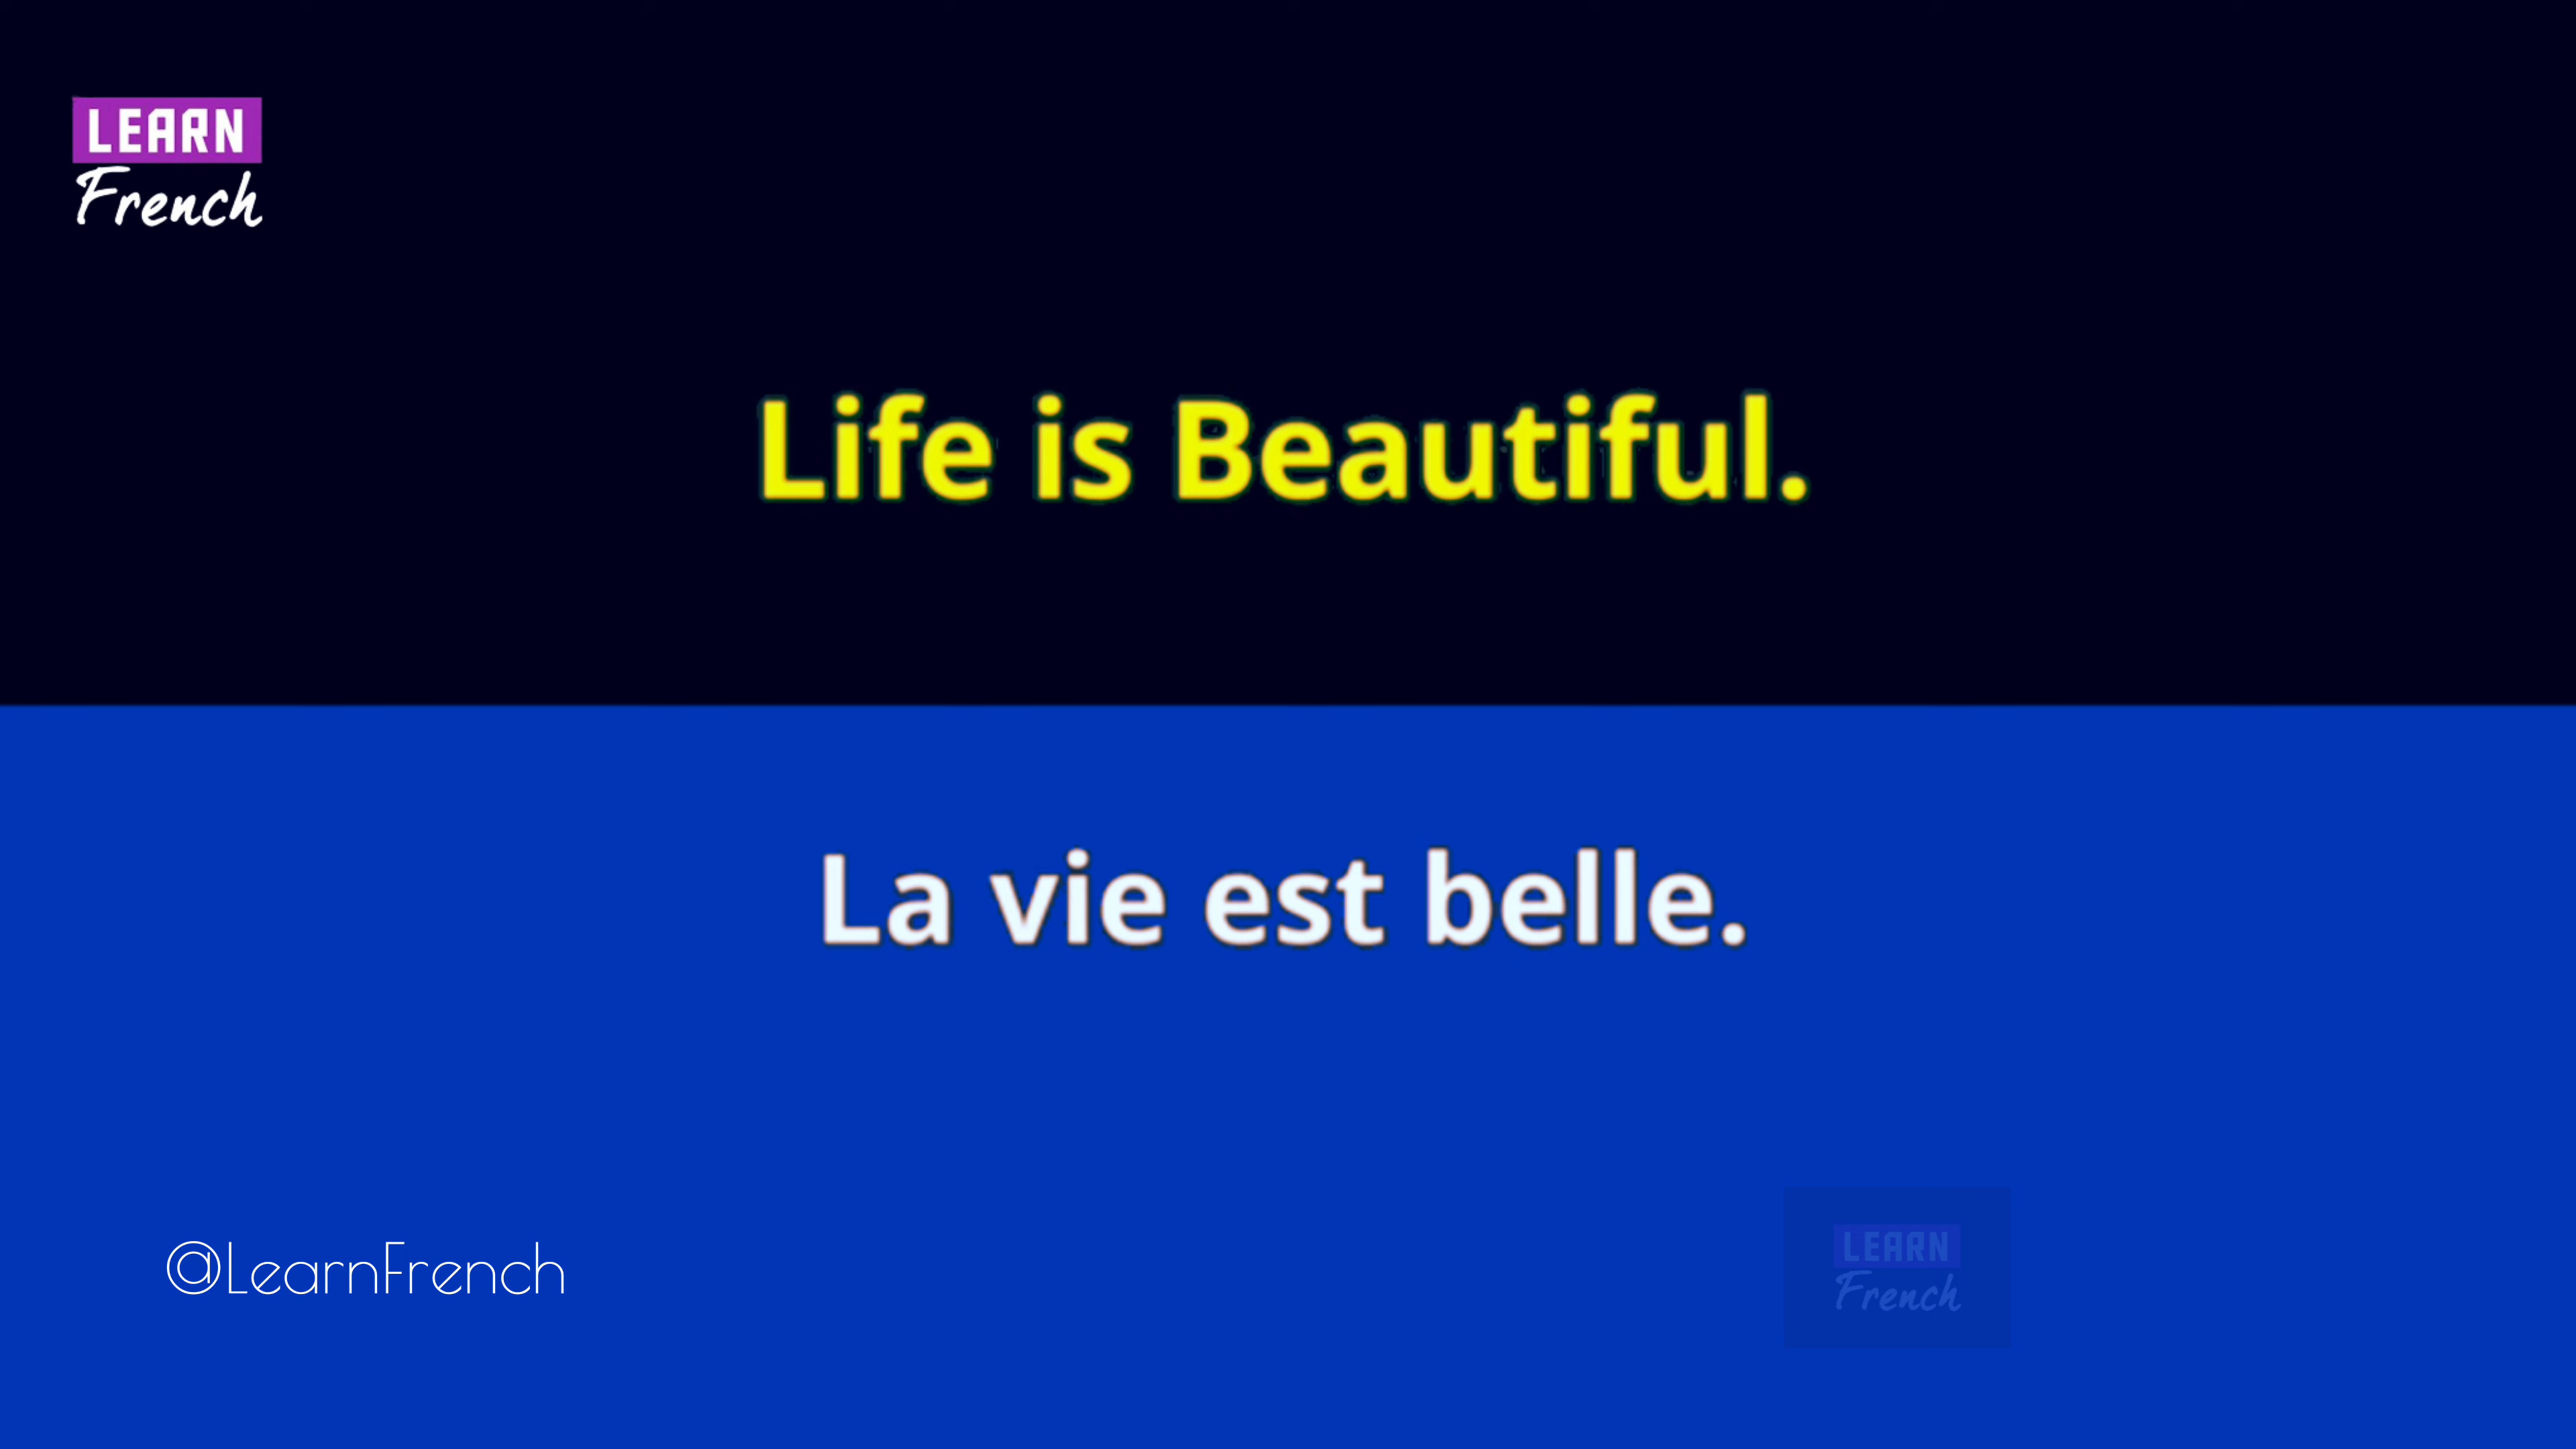 LEARN
French
Life is Beautiful.
La vie est belle.
@LearnFrench
LEARN
French